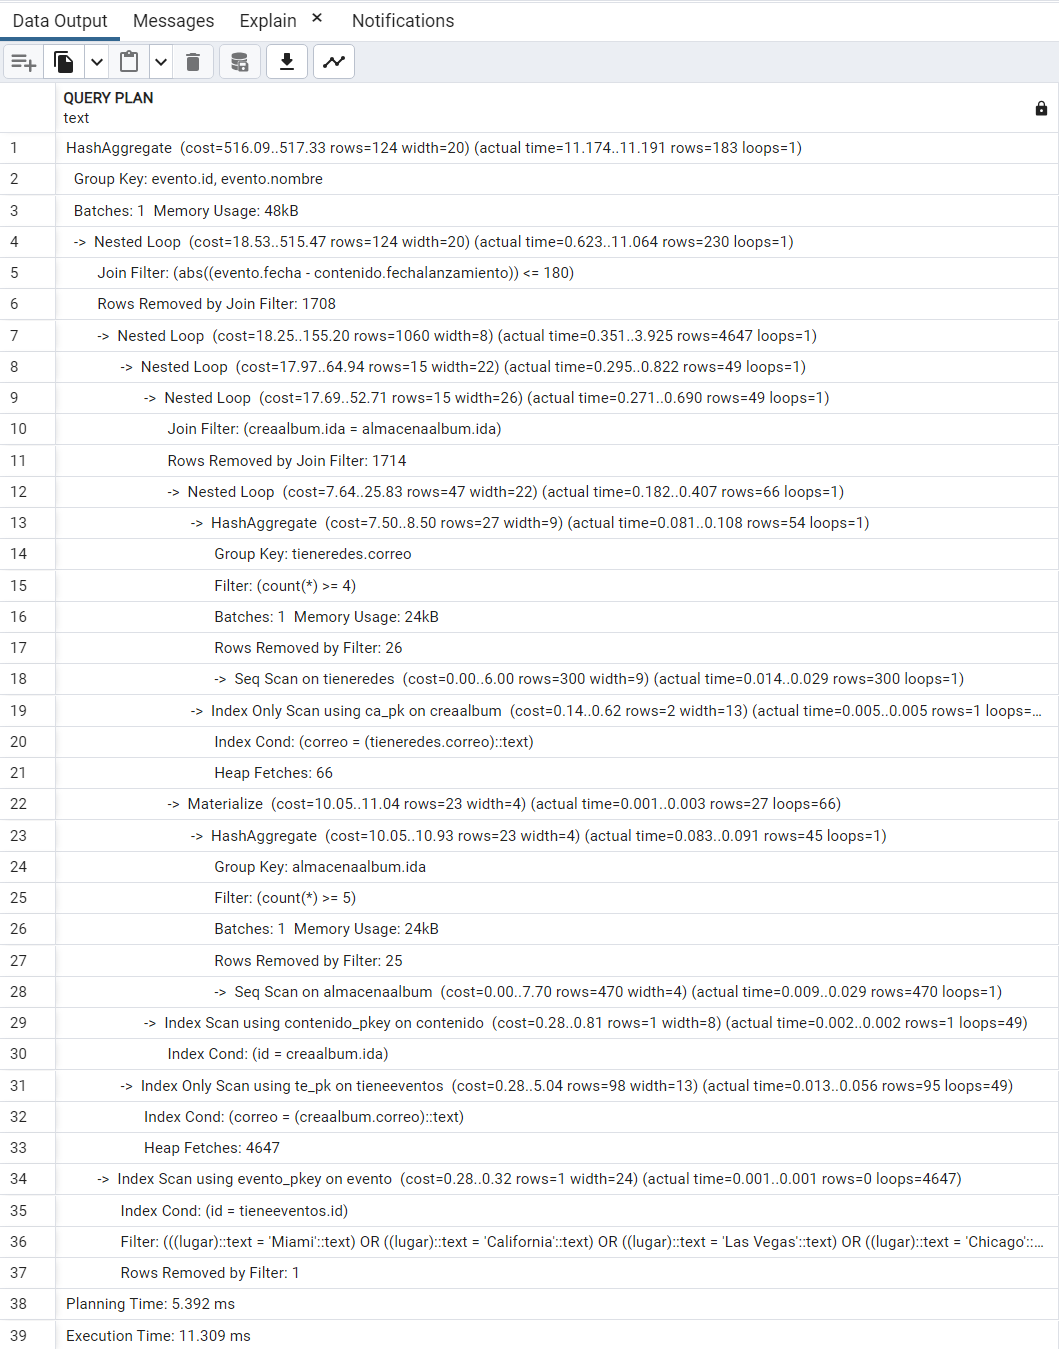 Data Output Messages Explain × Notifications
QUERY PLAN
text
1 HashAggregate (cost=516.09..517.33 rows=124 width=20) (actual time=11.174..11.191 rows=183 loops=1)
2 Group Key: evento.id, evento.nombre
3 Batches: 1 Memory Usage: 48kB
4 -> Nested Loop (cost=18.53..515.47 rows=124 width=20) (actual time=0.623..11.064 rows=230 loops=1)
5 Join Filter: (abs((evento.fecha - contenido.fechalanzamiento)) <= 180)
6 Rows Removed by Join Filter: 1708
7 -> Nested Loop (cost=18.25..155.20 rows=1060 width=8) (actual time=0.351..3.925 rows=4647 loops=1)
8 -> Nested Loop (cost=17.97..64.94 rows=15 width=22) (actual time=0.295..0.822 rows=49 loops=1)
9 -> Nested Loop (cost=17.69..52.71 rows=15 width=26) (actual time=0.271..0.690 rows=49 loops=1)
10 Join Filter: (creaalbum.ida = almacenaalbum.ida)
11 Rows Removed by Join Filter: 1714
12 -> Nested Loop (cost=7.64..25.83 rows=47 width=22) (actual time=0.182..0.407 rows=66 loops=1)
13 -> HashAggregate (cost=7.50..8.50 rows=27 width=9) (actual time=0.081..0.108 rows=54 loops=1)
14 Group Key: tieneredes.correo
15 Filter: (count(*) >= 4)
16 Batches: 1 Memory Usage: 24kB
17 Rows Removed by Filter: 26
18 -> Seq Scan on tieneredes (cost=0.00..6.00 rows=300 width=9) (actual time=0.014..0.029 rows=300 loops=1)
19 -> Index Only Scan using ca_pk on creaalbum (cost=0.14..0.62 rows=2 width=13) (actual time=0.005..0.005 rows=1 loops=...
20 Index Cond: (correo = (tieneredes.correo)::text)
21 Heap Fetches: 66
22 -> Materialize (cost=10.05..11.04 rows=23 width=4) (actual time=0.001..0.003 rows=27 loops=66)
23 -> HashAggregate (cost=10.05..10.93 rows=23 width=4) (actual time=0.083..0.091 rows=45 loops=1)
24 Group Key: almacenaalbum.ida
25 Filter: (count(*) >= 5)
26 Batches: 1 Memory Usage: 24kB
27 Rows Removed by Filter: 25
28 -> Seq Scan on almacenaalbum (cost=0.00..7.70 rows=470 width=4) (actual time=0.009..0.029 rows=470 loops=1)
29 -> Index Scan using contenido_pkey on contenido (cost=0.28..0.81 rows=1 width=8) (actual time=0.002..0.002 rows=1 loops=49)
30 Index Cond: (id = creaalbum.ida)
31 -> Index Only Scan using te_pk on tieneeventos (cost=0.28..5.04 rows=98 width=13) (actual time=0.013..0.056 rows=95 loops=49)
32 Index Cond: (correo = (creaalbum.correo)::text)
33 Heap Fetches: 4647
34 -> Index Scan using evento_pkey on evento (cost=0.28..0.32 rows=1 width=24) (actual time=0.001..0.001 rows=0 loops=4647)
35 Index Cond: (id = tieneeventos.id)
36 Filter: (((lugar)::text = 'Miami'::text) OR ((lugar)::text = 'California'::text) OR ((lugar)::text = 'Las Vegas'::text) OR ((lugar)::text = 'Chicago'::...
37 Rows Removed by Filter: 1
38 Planning Time: 5.392 ms
39 Execution Time: 11.309 ms